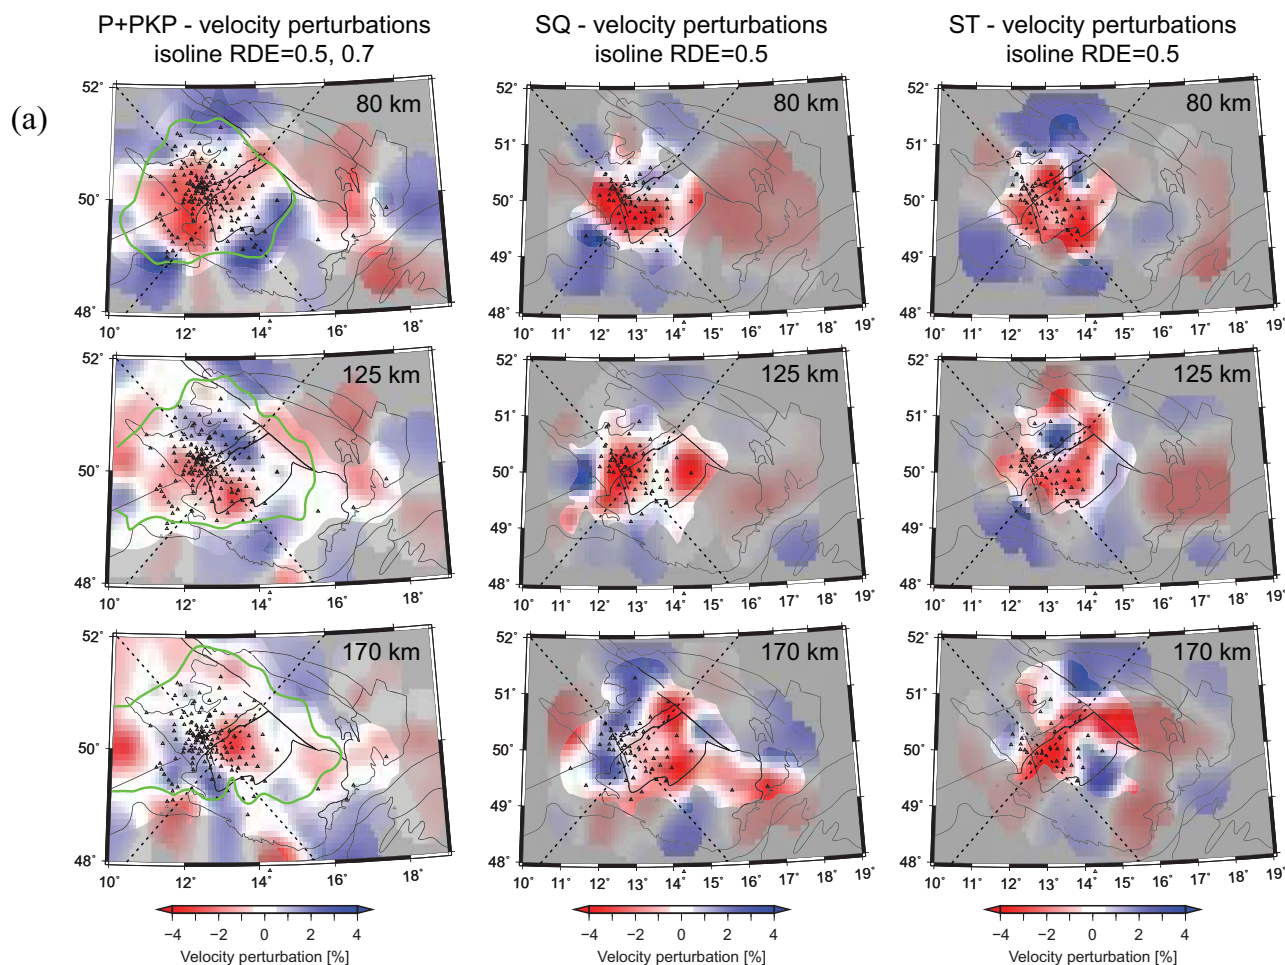 P+PKP - velocity perturbations
isoline RDE=0.5, 0.7
SQ - velocity perturbations
isoline RDE=0.5
ST - velocity perturbations
isoline RDE=0.5
(a)
52˚ 51˚ 50˚ 49˚ 48˚
80 km
10˚ 12˚ 14˚ 16˚ 18˚
52˚ 51˚ 50˚ 49˚ 48˚
80 km
10˚ 11˚ 12˚ 13˚ 14˚ 15˚ 16˚ 17˚ 18˚ 19˚
52˚ 51˚ 50˚ 49˚ 48˚
80 km
10˚ 11˚ 12˚ 13˚ 14˚ 15˚ 16˚ 17˚ 18˚ 19˚
52˚ 51˚ 50˚ 49˚ 48˚
125 km
10˚ 12˚ 14˚ 16˚ 18˚
52˚ 51˚ 50˚ 49˚ 48˚
125 km
10˚ 11˚ 12˚ 13˚ 14˚ 15˚ 16˚ 17˚ 18˚ 19˚
52˚ 51˚ 50˚ 49˚ 48˚
125 km
10˚ 11˚ 12˚ 13˚ 14˚ 15˚ 16˚ 17˚ 18˚ 19˚
52˚ 51˚ 50˚ 49˚ 48˚
170 km
10˚ 12˚ 14˚ 16˚ 18˚
52˚ 51˚ 50˚ 49˚ 48˚
170 km
10˚ 11˚ 12˚ 13˚ 14˚ 15˚ 16˚ 17˚ 18˚ 19˚
52˚ 51˚ 50˚ 49˚ 48˚
170 km
10˚ 11˚ 12˚ 13˚ 14˚ 15˚ 16˚ 17˚ 18˚ 19˚
−4 −2 0 2 4
Velocity perturbation [%]
−4 −2 0 2 4
Velocity perturbation [%]
−4 −2 0 2 4
Velocity perturbation [%]